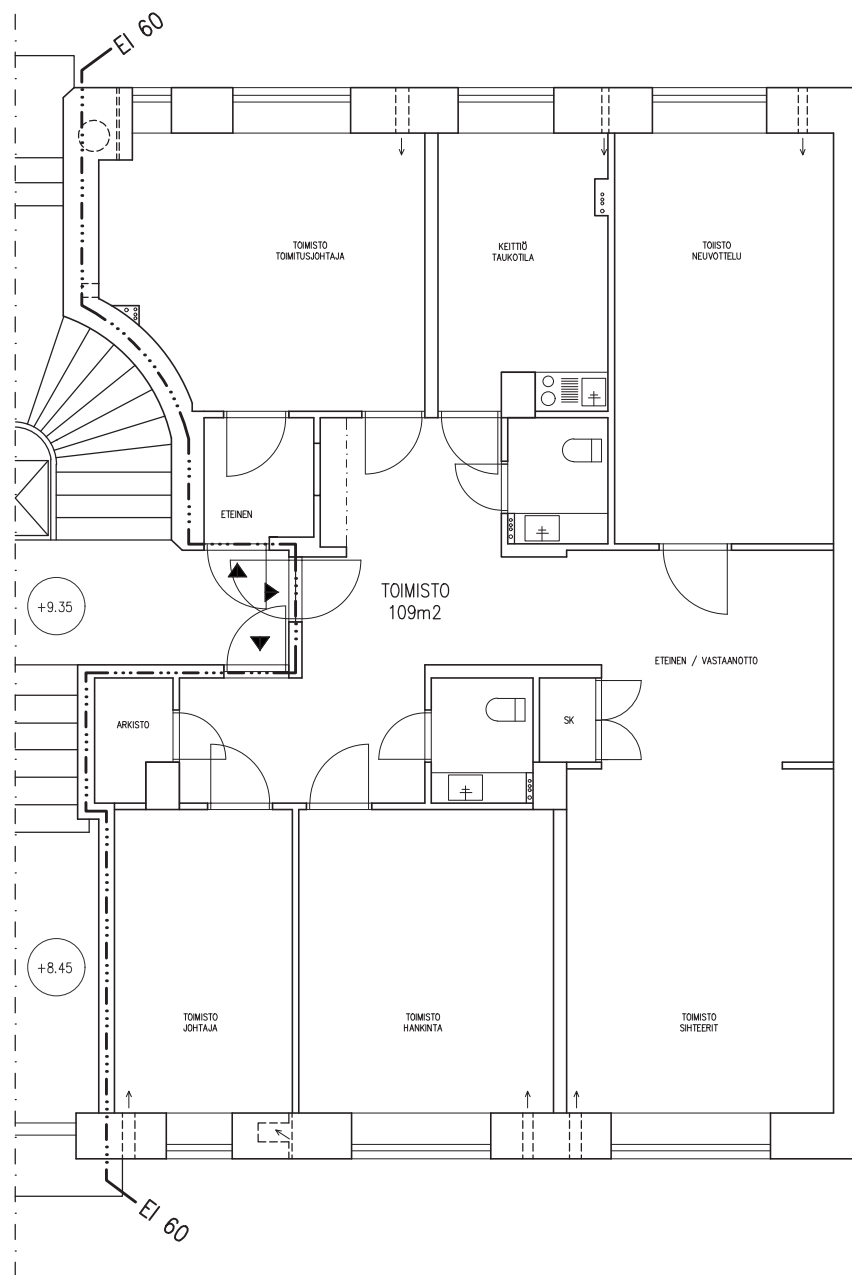 EI 60
TOIMISTO
TOIMITUSJOHTAJA
KEITTIÖ
TAUKOTILA
TOIISTO
NEUVOTTELU
ETEINEN
+9.35
TOIMISTO
109m2
ETEINEN / VASTAANOTTO
ARKISTO
SK
+8.45
TOIMISTO
JOHTAJA
TOIMISTO
HANKINTA
TOIMISTO
SIHTEERIT
EI 60